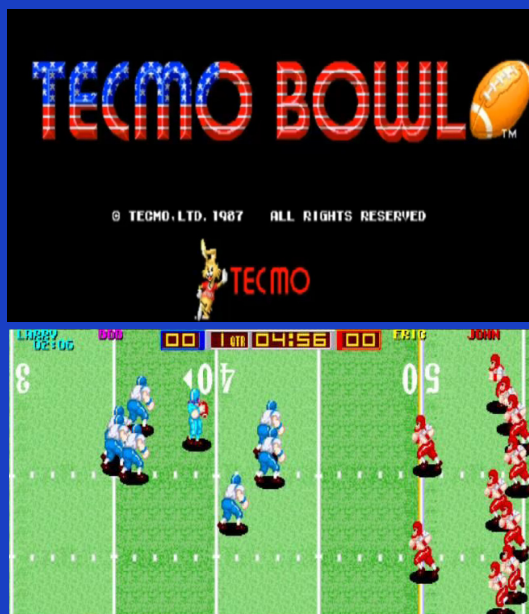 TECMO BOWL
TM
© TECMO, LTD. 1987 ALL RIGHTS RESERVED
TECMO
LARRY BOB 00 1 QTR 04:56 00 ERIC JOHN
02:06
3 40 50